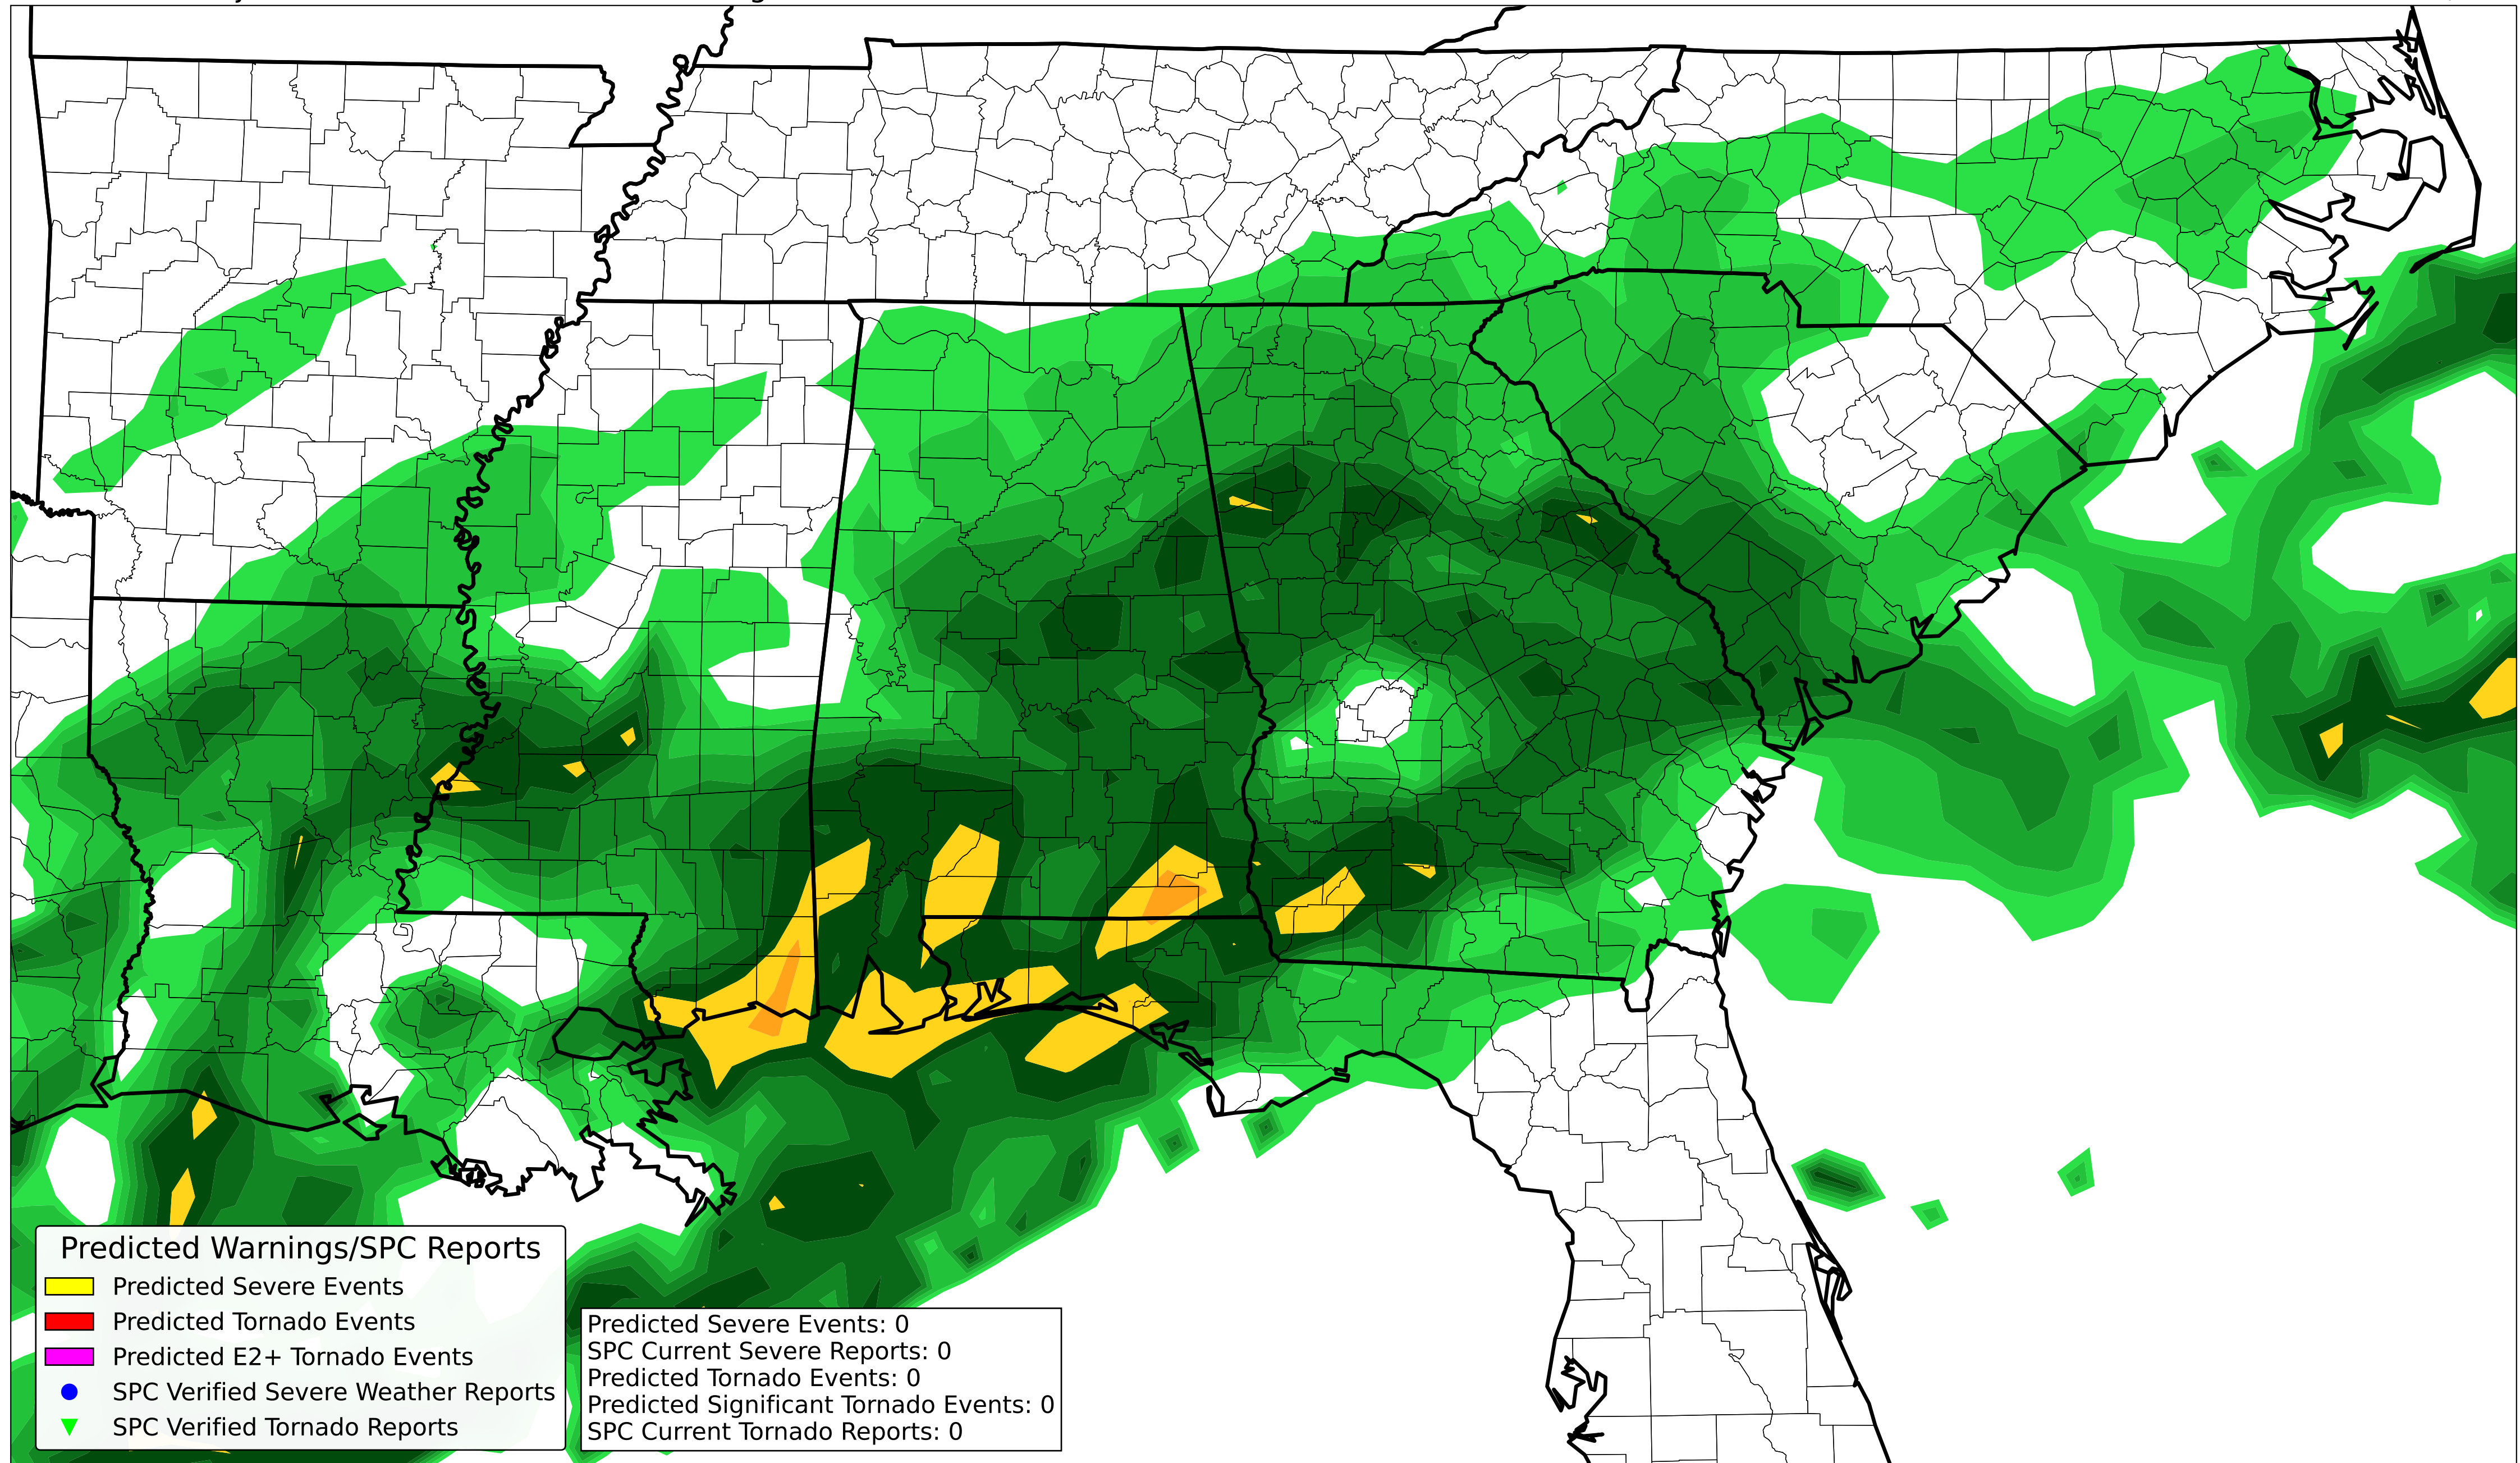 Predicted Warnings/SPC Reports
Predicted Severe Events
Predicted Tornado Events
Predicted E2+ Tornado Events
SPC Verified Severe Weather Reports
SPC Verified Tornado Reports
Predicted Severe Events: 0
SPC Current Severe Reports: 0
Predicted Tornado Events: 0
Predicted Significant Tornado Events: 0
SPC Current Tornado Reports: 0